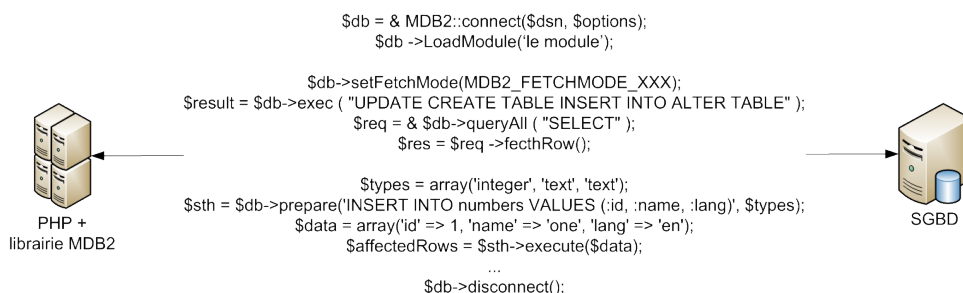 $db = & MDB2::connect($dsn, $options);
$db ->LoadModule(‘le module’);
$db->setFetchMode(MDB2_FETCHMODE_XXX);
$result = $db->exec ( "UPDATE CREATE TABLE INSERT INTO ALTER TABLE" );
$req = & $db->queryAll ( "SELECT" );
$res = $req ->fecthRow();
$types = array('integer', 'text', 'text');
$sth = $db->prepare('INSERT INTO numbers VALUES (:id, :name, :lang)', $types);
$data = array('id' => 1, 'name' => 'one', 'lang' => 'en');
$affectedRows = $sth->execute($data);
...
$db->disconnect();
PHP +
librairie MDB2
SGBD